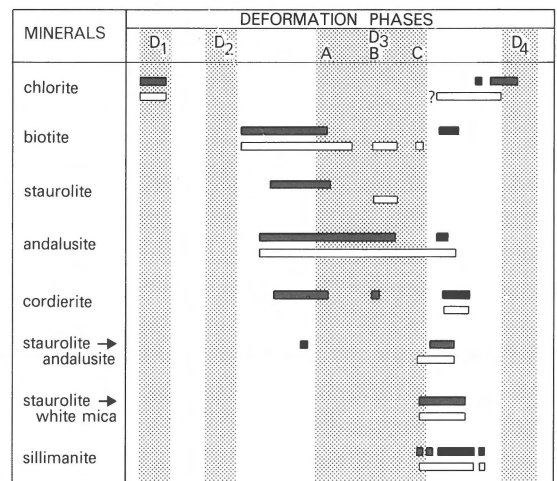 DEFORMATION PHASES
MINERALS
D1 D2 D3 D4
A B C
chlorite
?
biotite
staurolite
andalusite
cordierite
staurolite →
andalusite
staurolite →
white mica
sillimanite